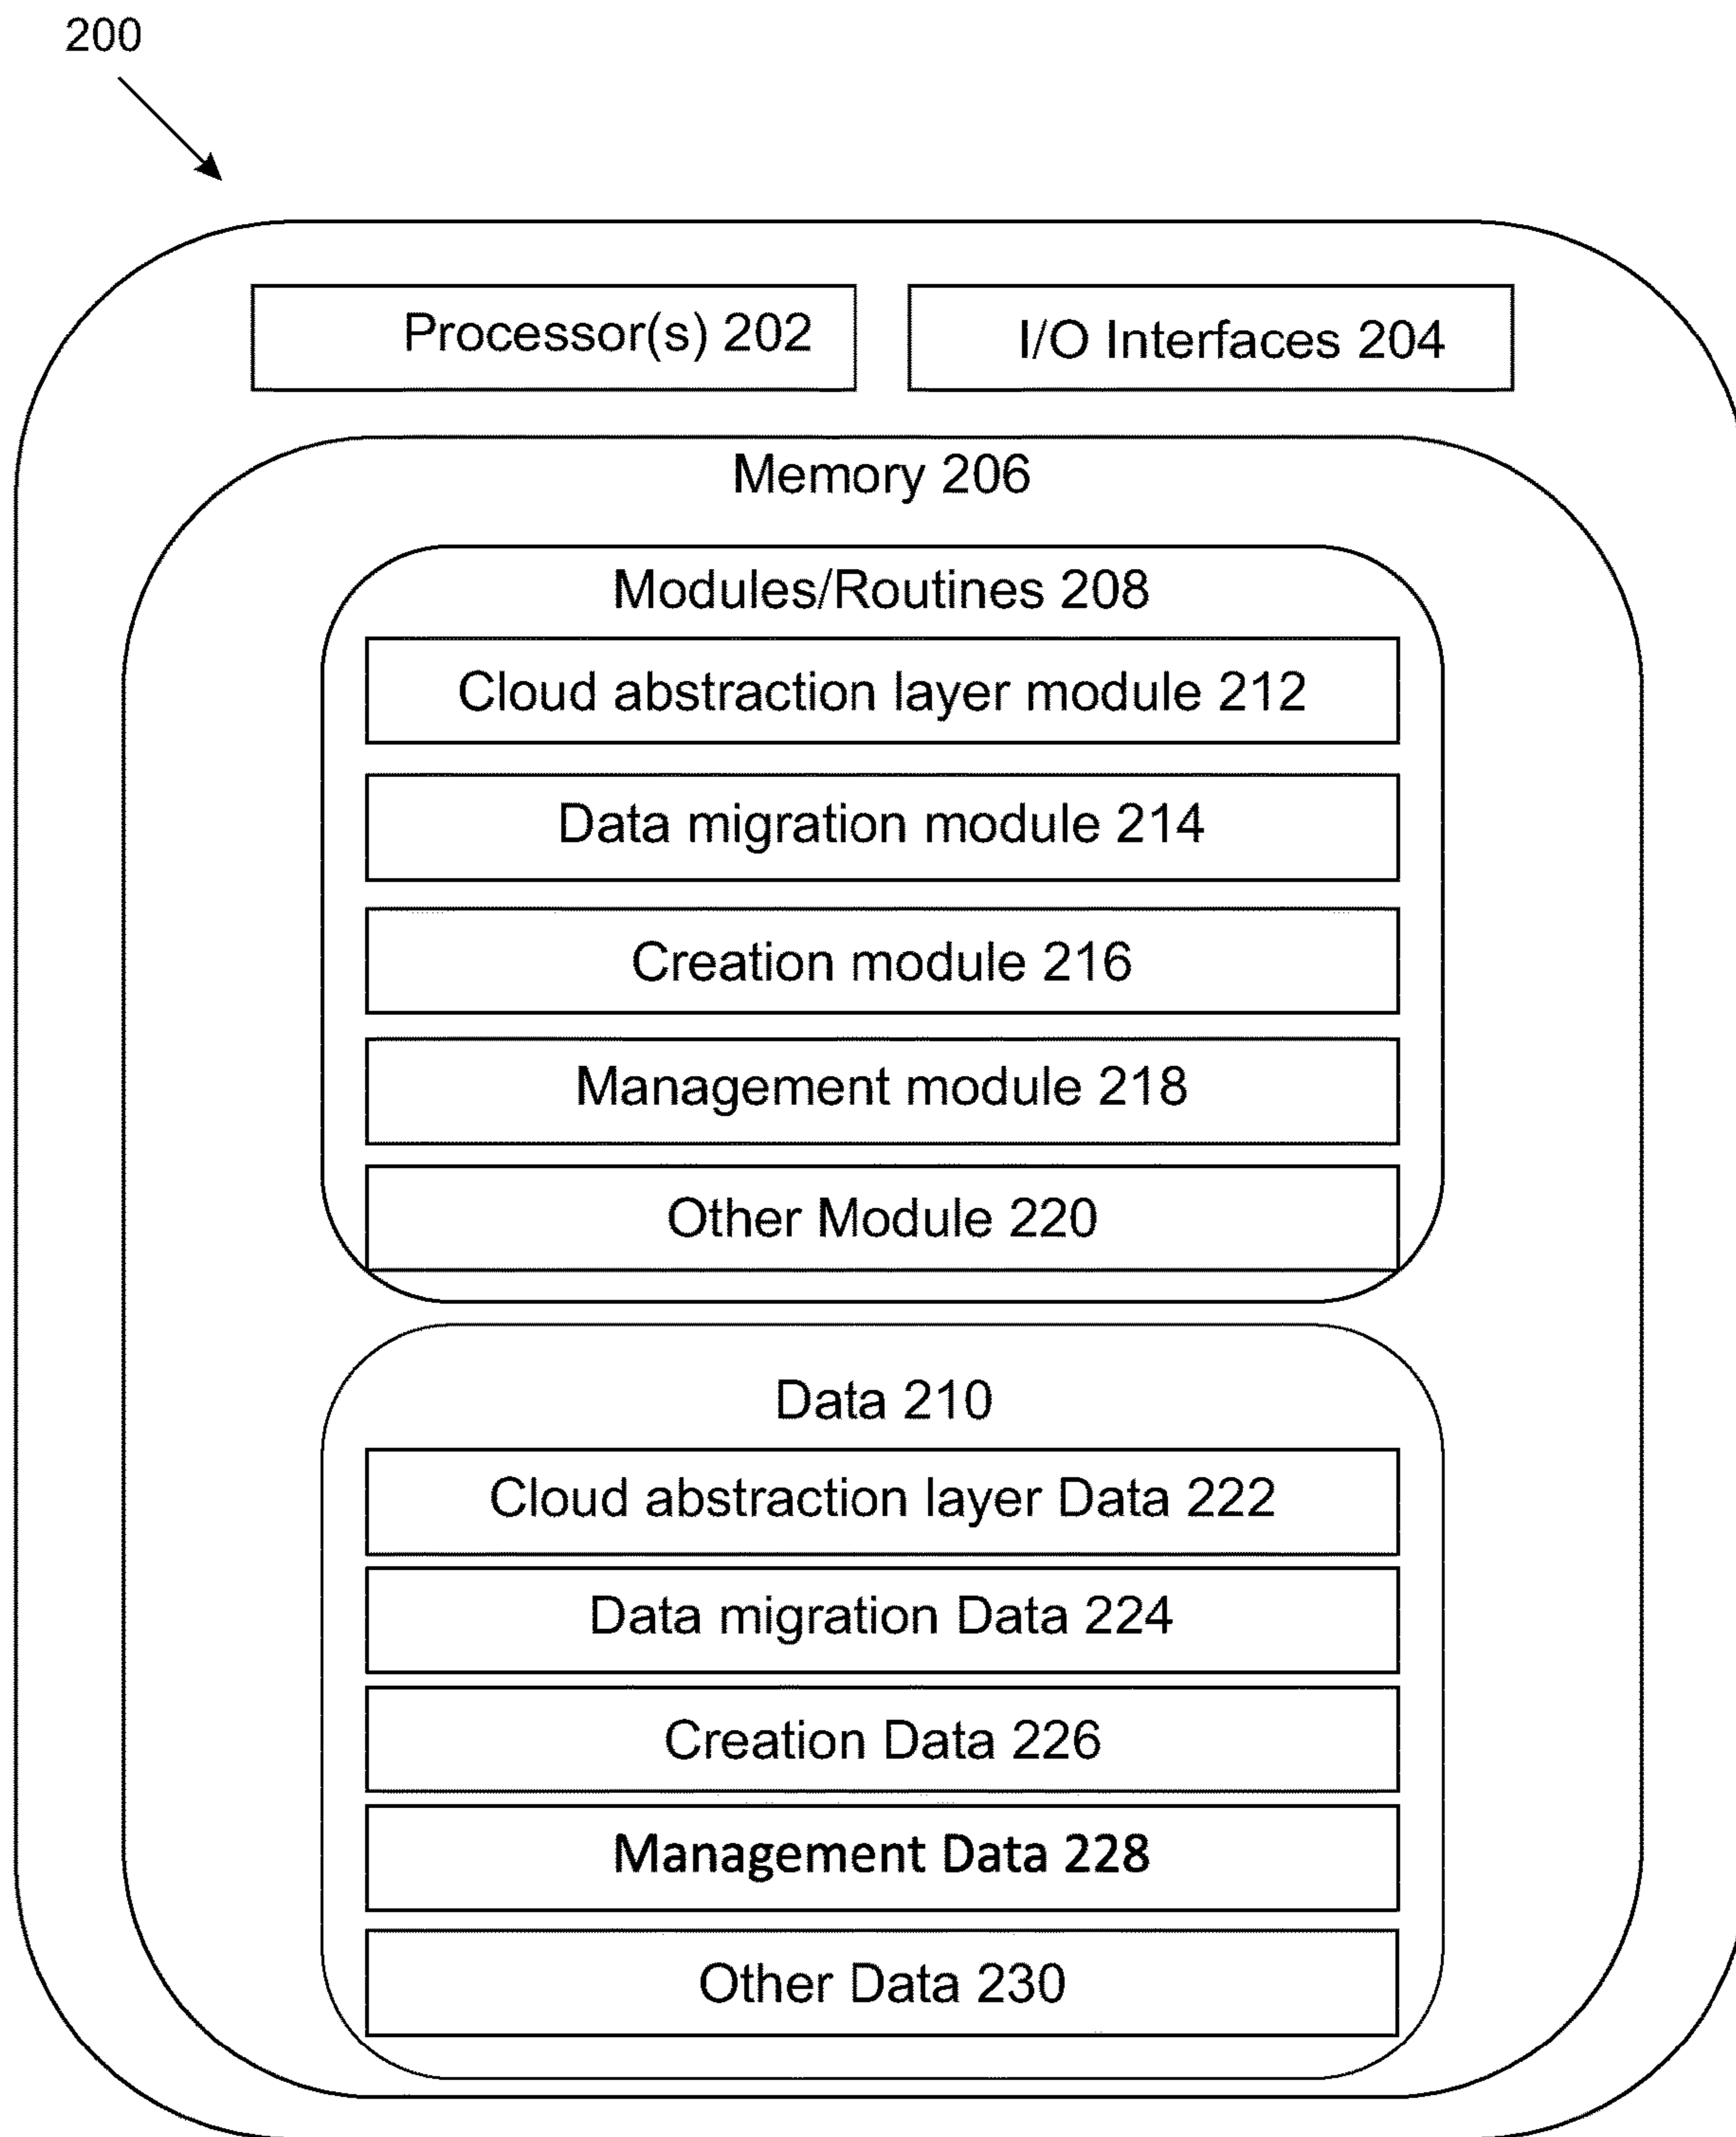 200
Processor(s) 202
I/O Interfaces 204
Memory 206
Modules/Routines 208
Cloud abstraction layer module 212
Data migration module 214
Creation module 216
Management module 218
Other Module 220
Data 210
Cloud abstraction layer Data 222
Data migration Data 224
Creation Data 226
Management Data 228
Other Data 230